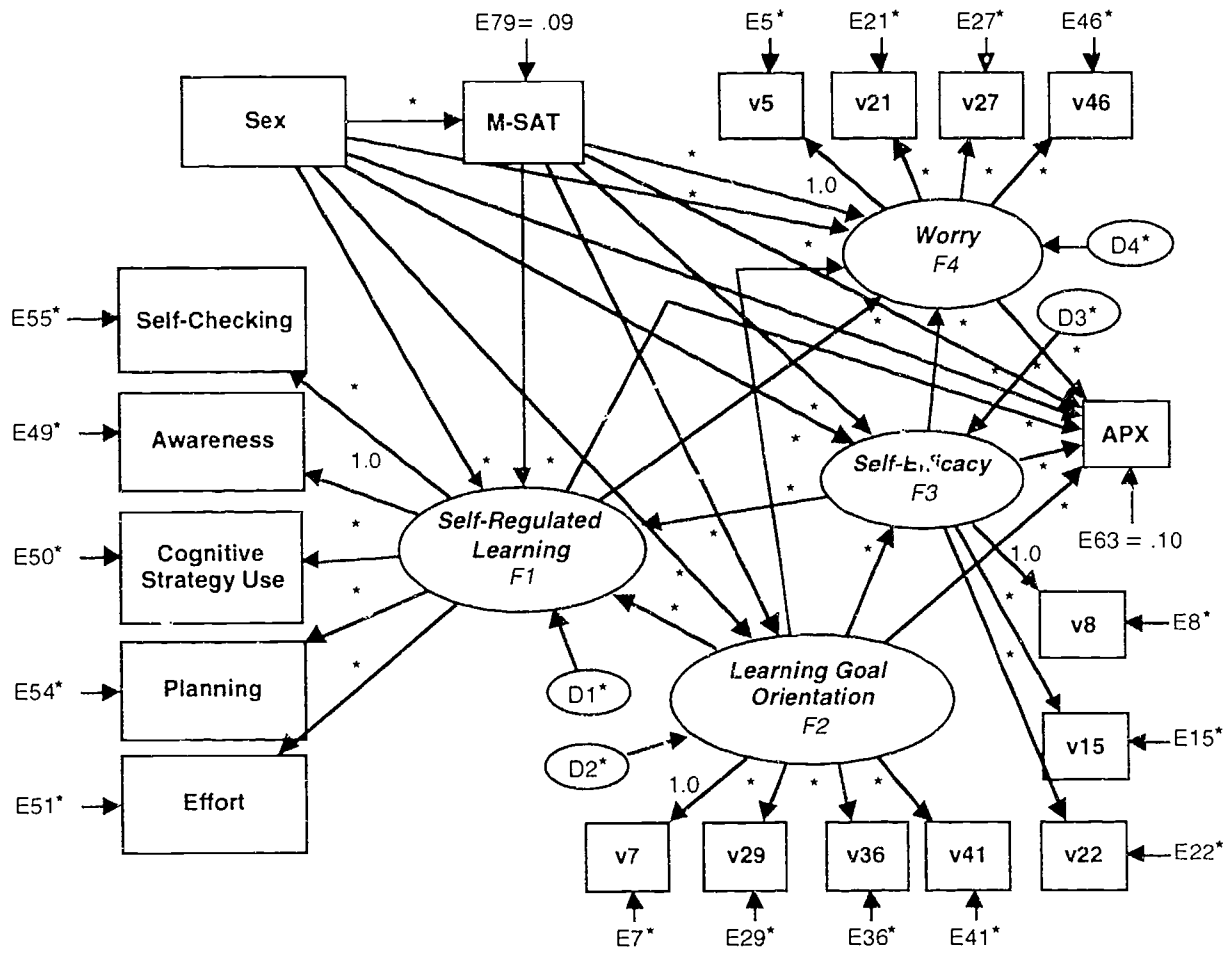 E79= .09
E5*
E21*
E27*
E46*
Sex
*
M-SAT
v5
v21
v27
v46
*
*
1.0
*
*
*
Worry
F4
D4*
*
E55*
Self-Checking
D3*
*
*
*
*
*
*
E49*
Awareness
1.0
*
*
*
*
*
*
APX
Self-Efficacy
F3
*
*
E50*
Cognitive
Strategy Use
Self-Regulated
Learning
F1
*
*
1.0
E63 = .10
*
*
*
*
v8
E8*
*
*
E54*
Planning
D1*
Learning Goal
Orientation
F2
D2*
v15
E15*
E51*
Effort
1.0
*
*
*
v7
v29
v36
v41
v22
E22*
E7*
E29*
E36*
E41*